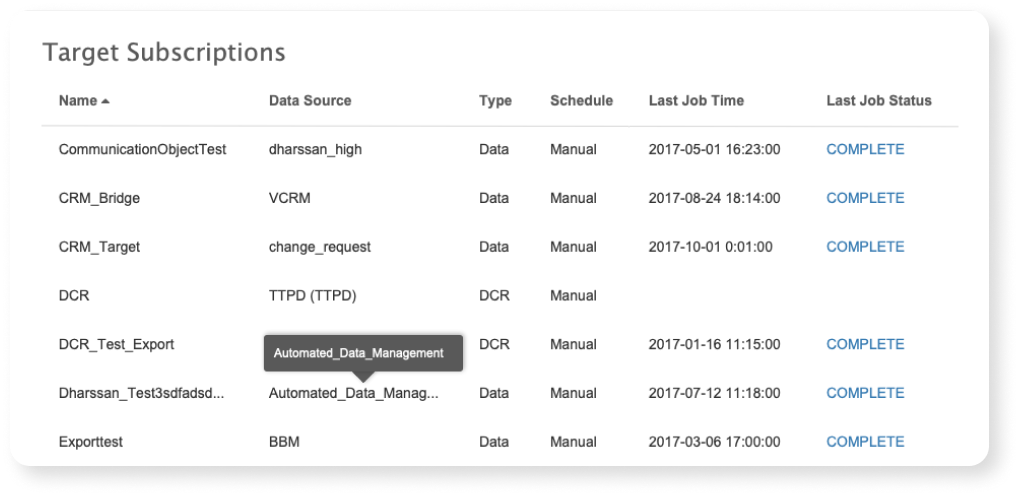 Target Subscriptions
Name Data Source Type Schedule Last Job Time Last Job Status
CommunicationObjectTest dharssan_high Data Manual 2017-05-01 16:23:00 COMPLETE
CRM_Bridge VCRM Data Manual 2017-08-24 18:14:00 COMPLETE
CRM_Target change_request Data Manual 2017-10-01 0:01:00 COMPLETE
DCR TTPD (TTPD) DCR Manual
DCR_Test_Export DCR Manual 2017-01-16 11:15:00 COMPLETE
Automated_Data_Management
Dharssan_Test3sdfadsd... Automated_Data_Manag... Data Manual 2017-07-12 11:18:00 COMPLETE
Exporttest BBM Data Manual 2017-03-06 17:00:00 COMPLETE